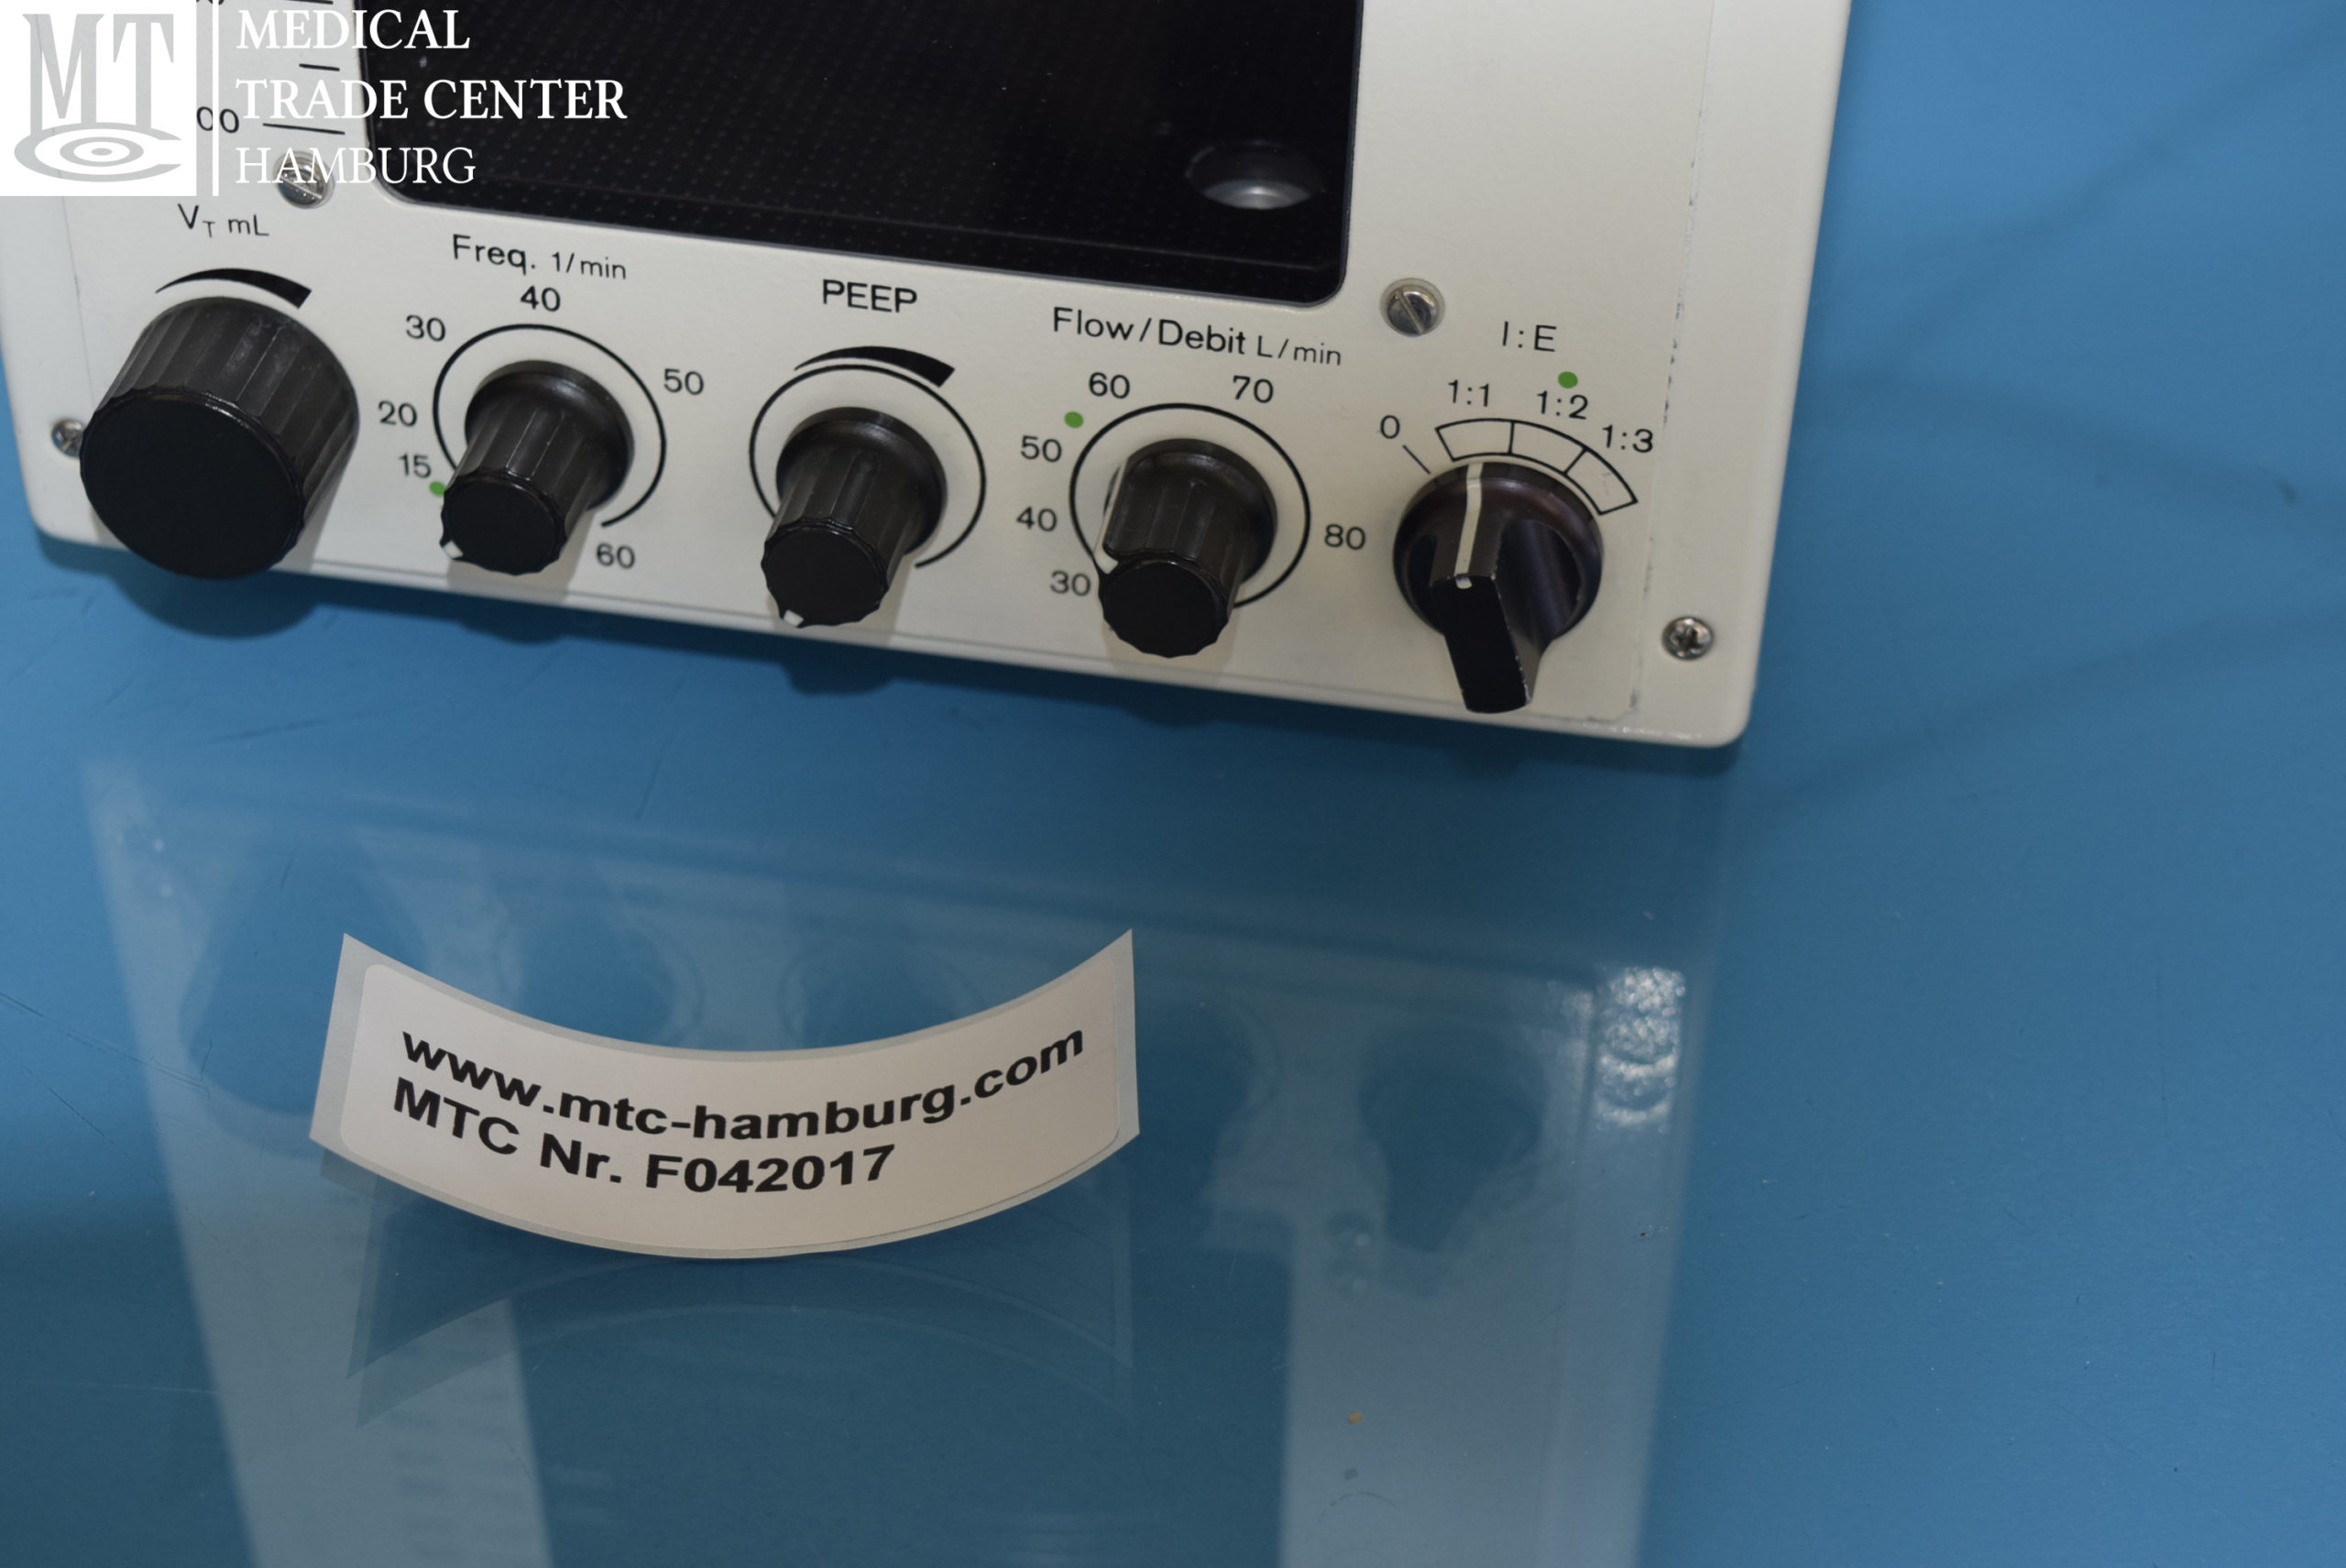 MT
MEDICAL
TRADE CENTER
HAMBURG
00
VT mL
Freq. 1/min
40
30
50
20
15
60
PEEP
Flow/Debit L/min
60
70
50
40
80
30
I:E
0
1:1
1:2
1:3
www.mtc-hamburg.com
MTC Nr. F042017